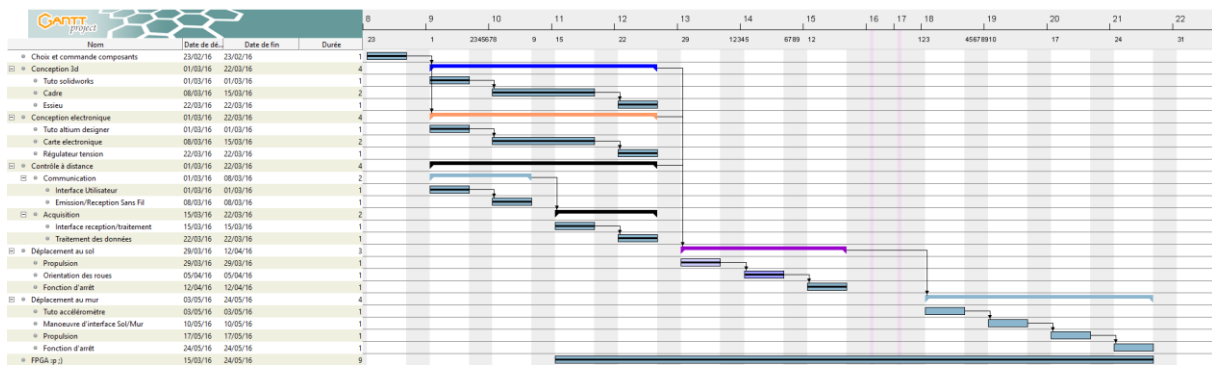 GANTT
project
8 9 10 11 12 13 14 15 16 17 18 19 20 21 22
Nom Date de dé... Date de fin Durée 23 1 2345678 9 15 22 29 12345 6789 12 123 45678910 17 24 31
Choix et commande composants 23/02/16 23/02/16 1
Conception 3d 01/03/16 22/03/16 4
Tuto solidworks 01/03/16 01/03/16 1
Cadre 08/03/16 15/03/16 2
Essieu 22/03/16 22/03/16 1
Conception electronique 01/03/16 22/03/16 4
Tuto altium designer 01/03/16 01/03/16 1
Carte electronique 08/03/16 15/03/16 2
Régulateur tension 22/03/16 22/03/16 1
Contrôle à distance 01/03/16 22/03/16 4
Communication 01/03/16 08/03/16 2
Interface Utilisateur 01/03/16 01/03/16 1
Emission/Reception Sans Fil 08/03/16 08/03/16 1
Acquisition 15/03/16 22/03/16 2
Interface reception/traitement 15/03/16 15/03/16 1
Traitement des données 22/03/16 22/03/16 1
Déplacement au sol 29/03/16 12/04/16 3
Propulsion 29/03/16 29/03/16 1
Orientation des roues 05/04/16 05/04/16 1
Fonction d'arrêt 12/04/16 12/04/16 1
Déplacement au mur 03/05/16 24/05/16 4
Tuto accéléromètre 03/05/16 03/05/16 1
Manoeuvre d'interface Sol/Mur 10/05/16 10/05/16 1
Propulsion 17/05/16 17/05/16 1
Fonction d'arrêt 24/05/16 24/05/16 1
FPGA :p ;) 15/03/16 24/05/16 9